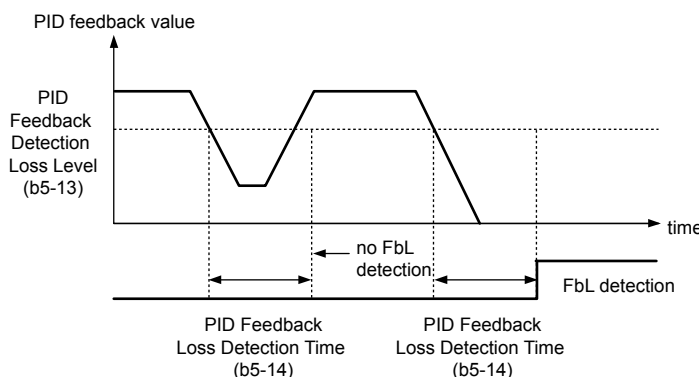 PID feedback value
PID
Feedback
Detection
Loss Level
(b5-13)
time
no FbL
detection
FbL detection
PID Feedback
Loss Detection Time
(b5-14)
PID Feedback
Loss Detection Time
(b5-14)